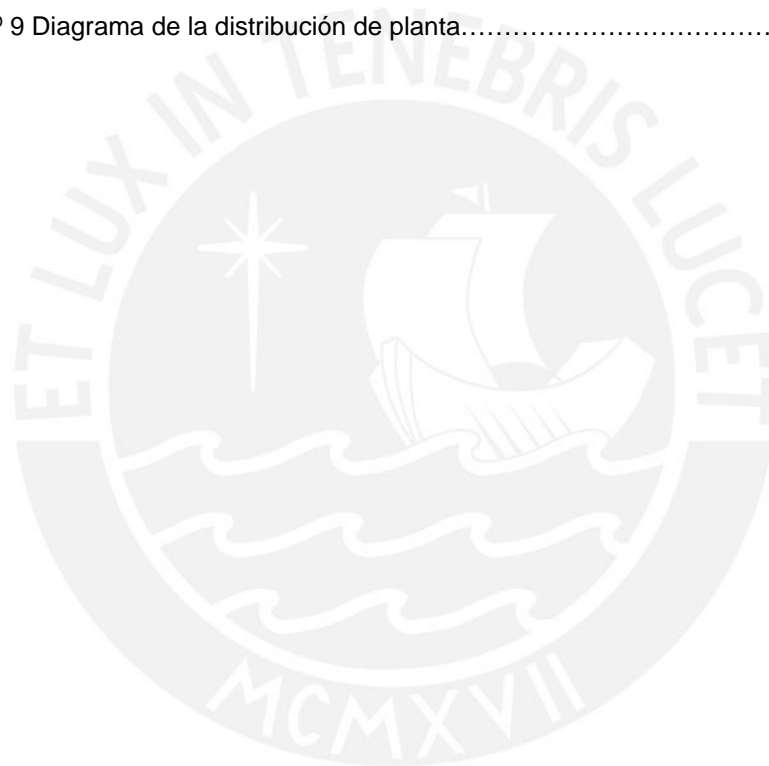 º 9 Diagrama de la distribución de planta…………………………………
ET LUX IN TENEBRIS LUCET
MCMXVII